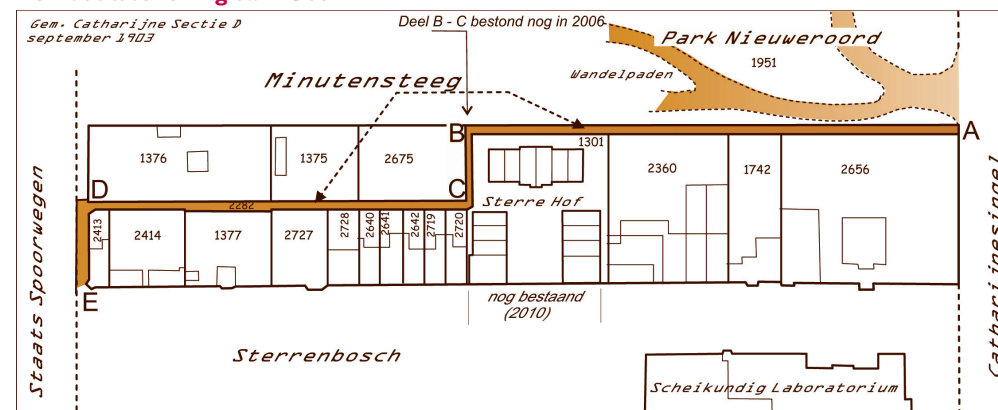 Gem. Catharijne Sectie D
september 1903
Deel B - C bestond nog in 2006
Park Nieuweroord
1951
Wandelpaden
Minutensteeg
A
B
1301
1376
1375
2675
2360
1742
2656
D
C
Sterre Hof
2282
2413
2414
1377
2727
2728
2640
2641
2642
2719
2720
E
nog bestaand
(2010)
Staats Spoorwegen
Sterrenbosch
Scheikundig Laboratorium
Catharijnesingel